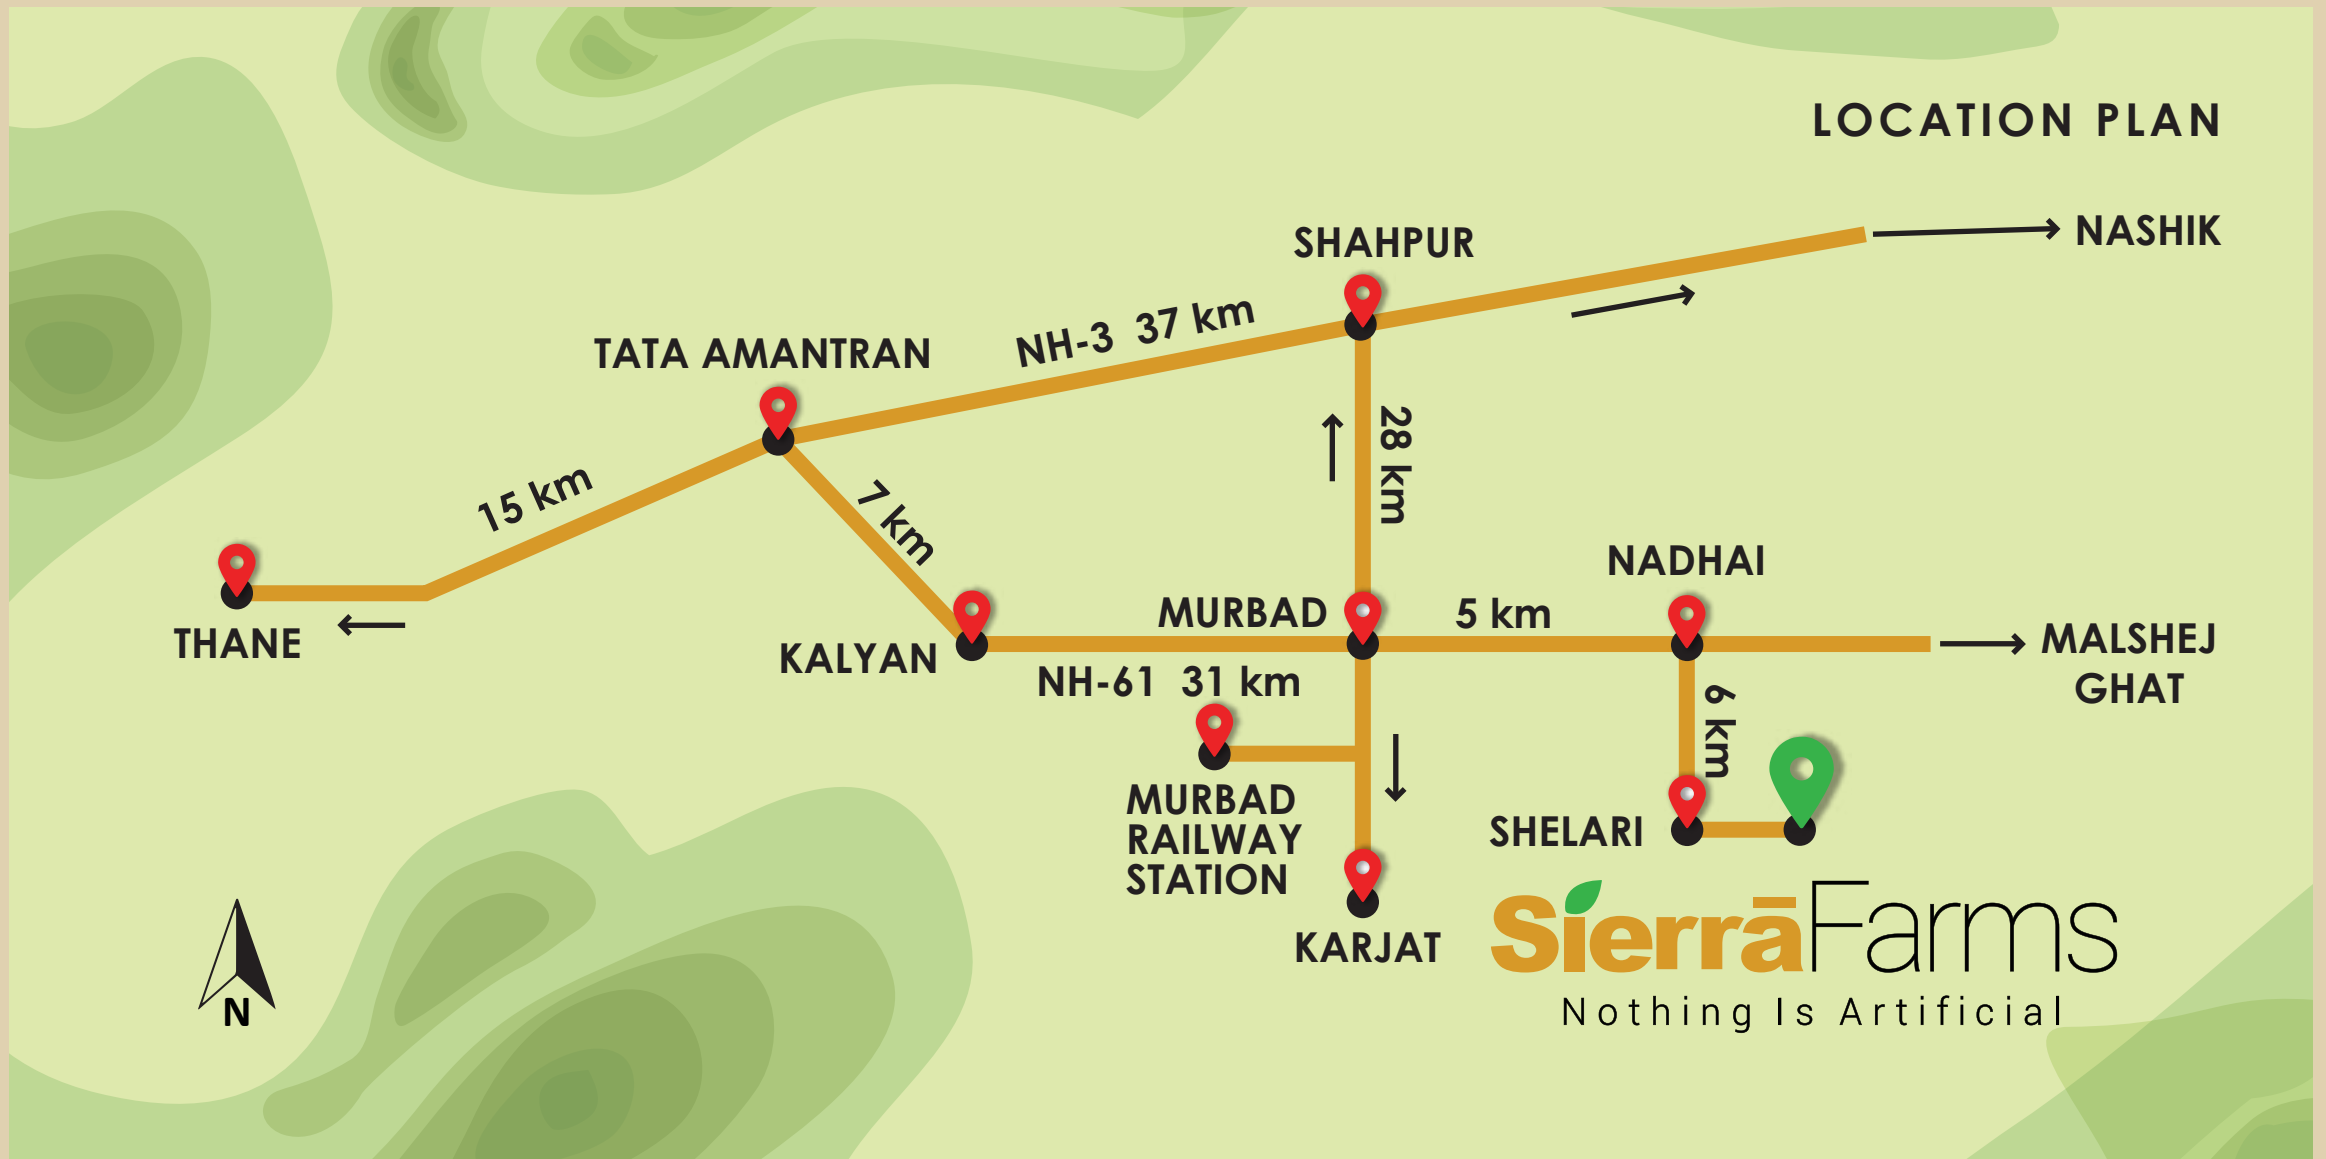 LOCATION PLAN
NASHIK
SHAHPUR
NH-3 37 km
TATA AMANTRAN
15 km
7 km
28 km
THANE
KALYAN
MURBAD
5 km
NADHAI
MALSHEJ
GHAT
NH-61 31 km
6 km
MURBAD
RAILWAY
STATION
SHELARI
KARJAT
SierrāFarms
Nothing Is Artificial
N